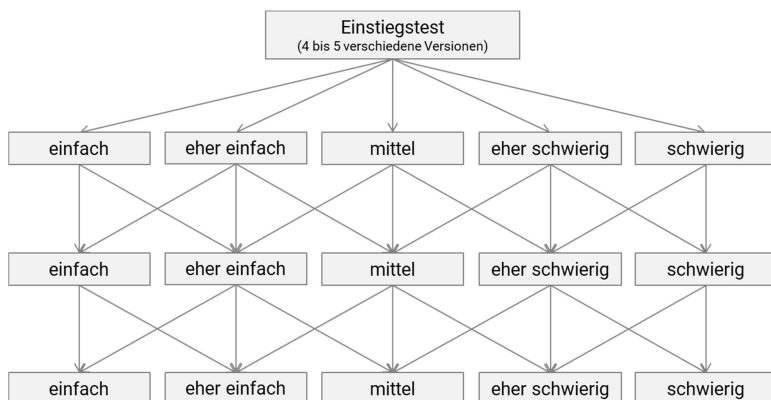 Einstiegstest
(4 bis 5 verschiedene Versionen)
einfach
eher einfach
mittel
eher schwierig
schwierig
einfach
eher einfach
mittel
eher schwierig
schwierig
einfach
eher einfach
mittel
eher schwierig
schwierig